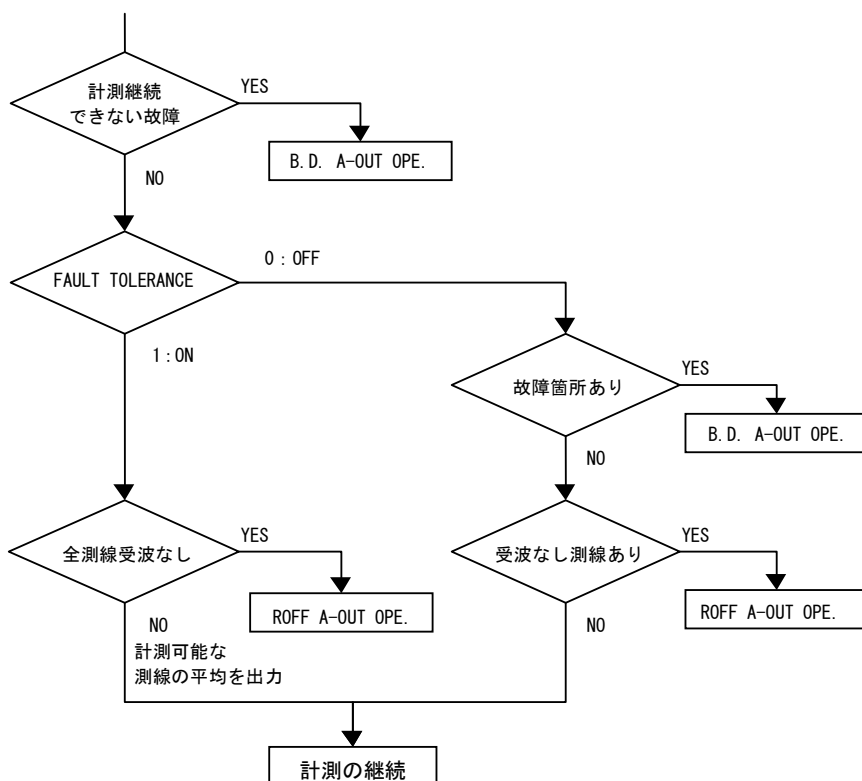 計測継続
できない故障
YES
B.D. A-OUT OPE.
NO
FAULT TOLERANCE
0：OFF
1：ON
故障箇所あり
YES
B.D. A-OUT OPE.
NO
全測線受波なし
YES
ROFF A-OUT OPE.
受波なし測線あり
YES
ROFF A-OUT OPE.
NO
計測可能な
測線の平均を出力
NO
計測の継続